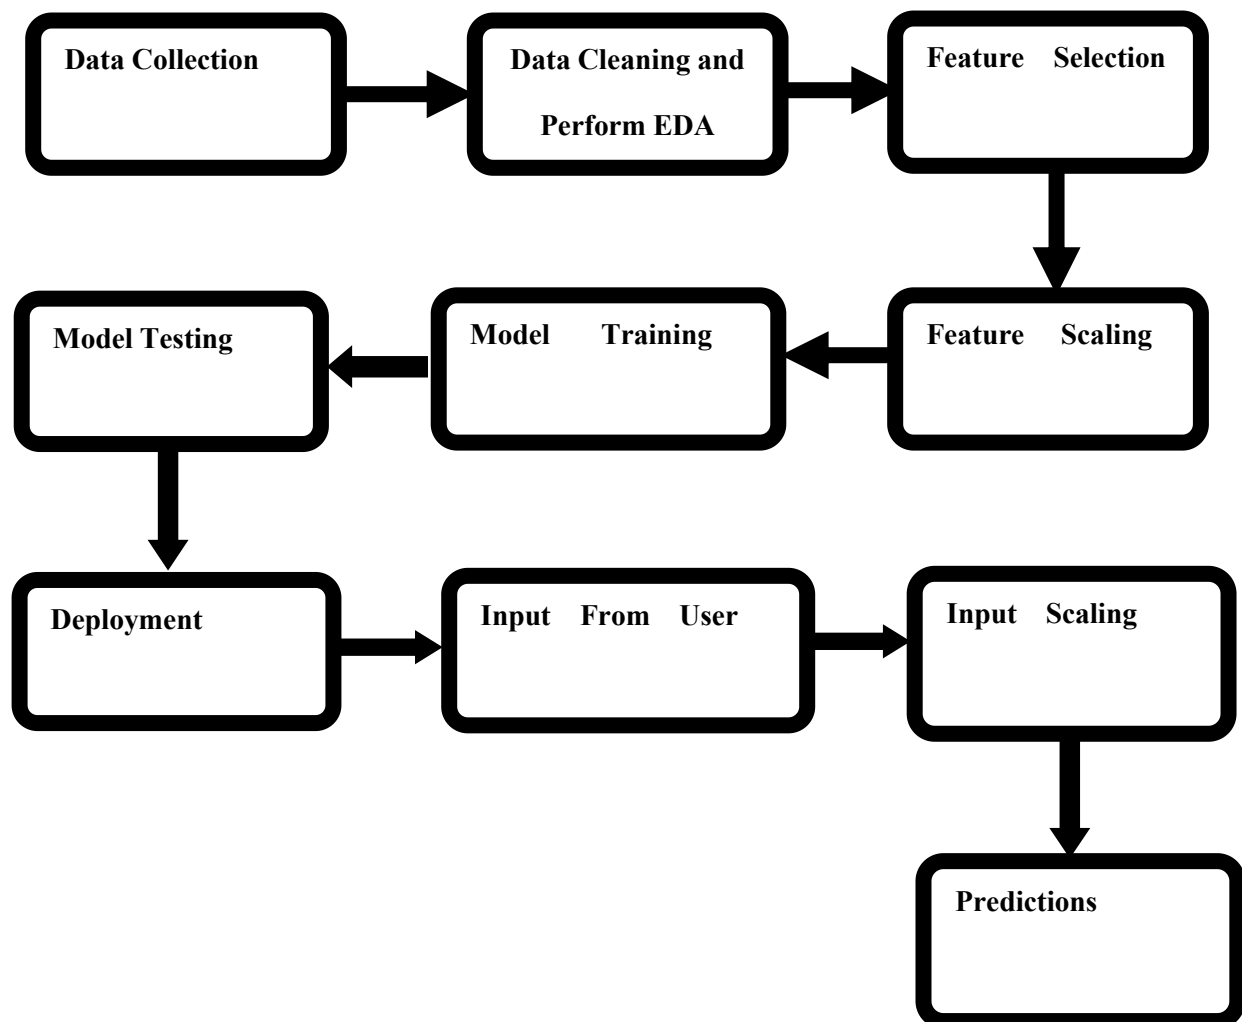 Data Collection
Data Cleaning and
Perform EDA
Feature Selection
Feature Scaling
Model Training
Model Testing
Deployment
Input From User
Input Scaling
Predictions